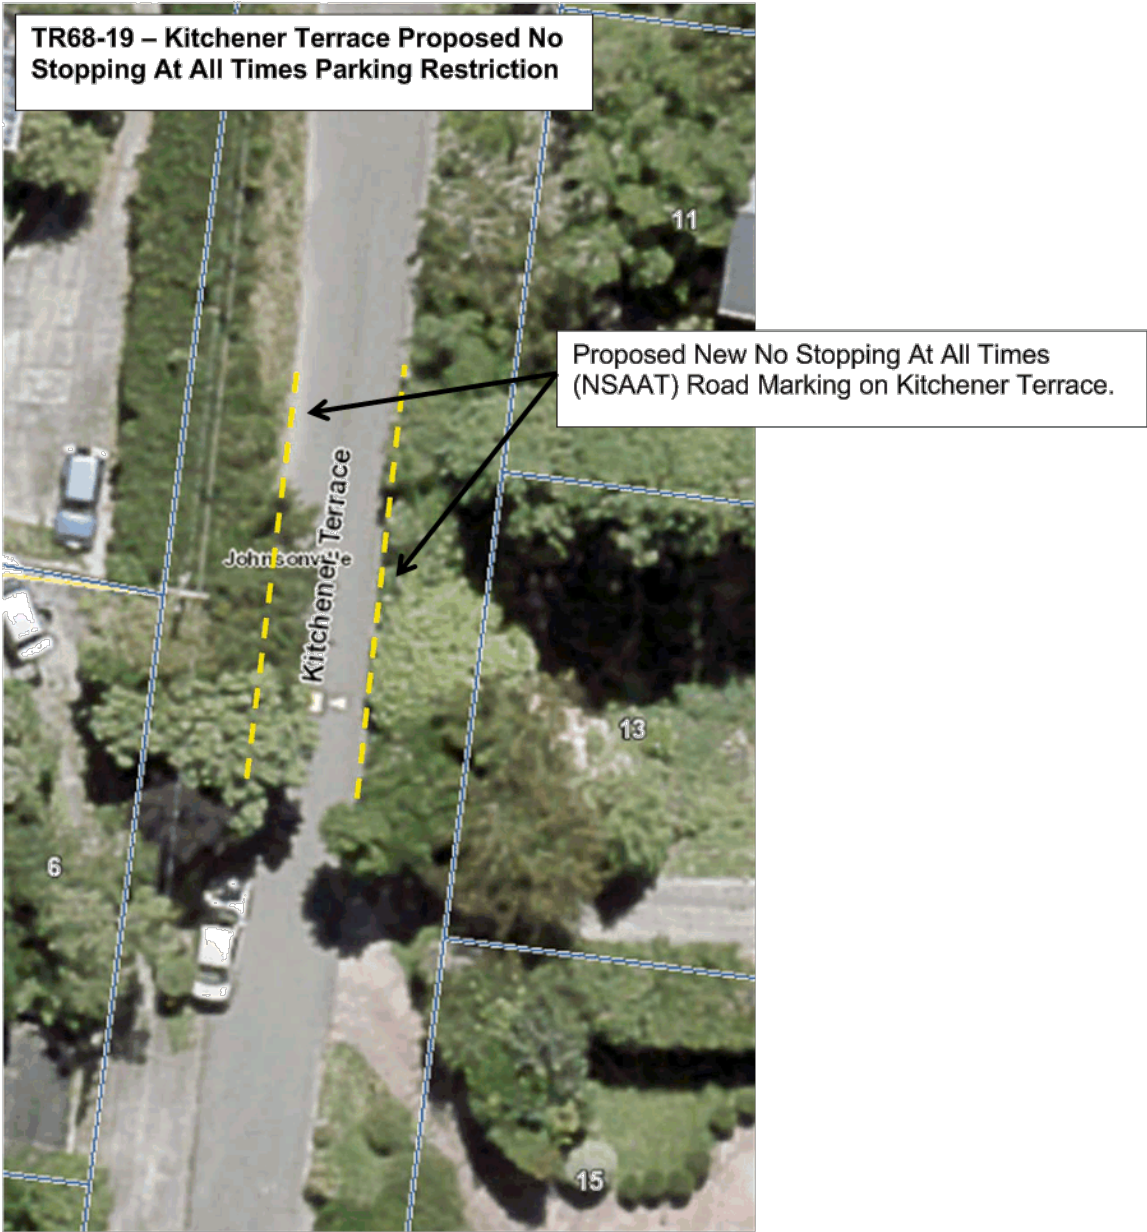 TR68-19 – Kitchener Terrace Proposed No
Stopping At All Times Parking Restriction
11
Proposed New No Stopping At All Times
(NSAAT) Road Marking on Kitchener Terrace.
Kitchener Terrace
Johnsonville
13
6
15